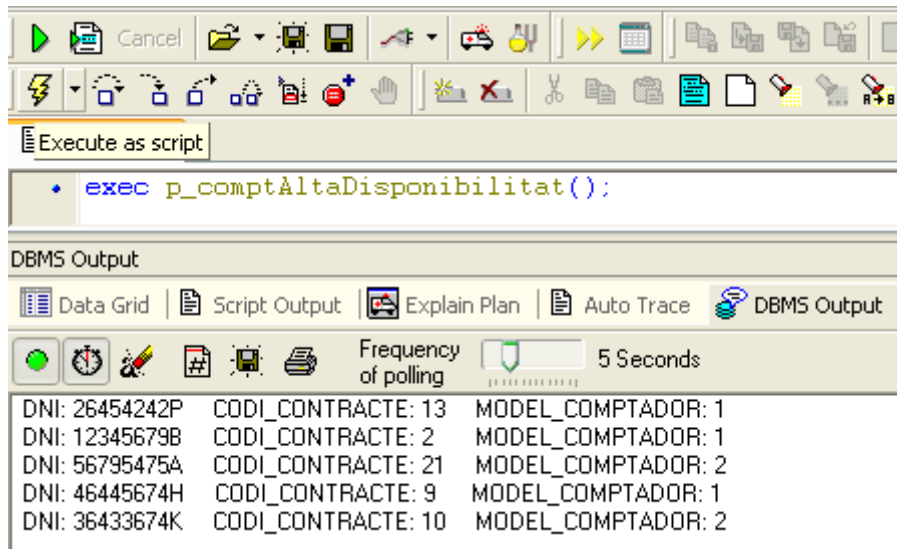 Cancel
Execute as script
exec p_comptAltaDisponibilitat();
DBMS Output
Data Grid Script Output Explain Plan Auto Trace DBMS Output
Frequency of polling 5 Seconds
DNI: 26454242P CODI_CONTRACTE: 13 MODEL_COMPTADOR: 1
DNI: 12345679B CODI_CONTRACTE: 2 MODEL_COMPTADOR: 1
DNI: 56795475A CODI_CONTRACTE: 21 MODEL_COMPTADOR: 2
DNI: 46445674H CODI_CONTRACTE: 9 MODEL_COMPTADOR: 1
DNI: 36433674K CODI_CONTRACTE: 10 MODEL_COMPTADOR: 2